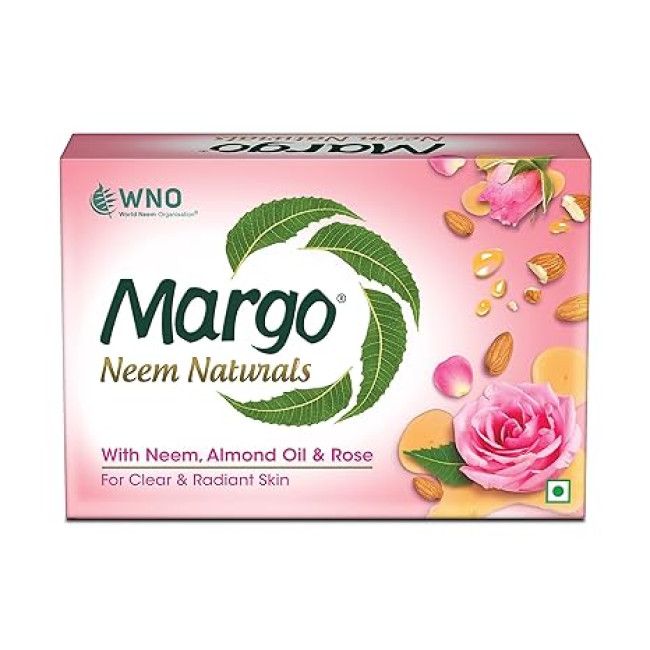 Margo®
Neem Naturals
WNO
World Neem Organisation®
Margo®
Neem Naturals
With Neem, Almond Oil & Rose
For Clear & Radiant Skin